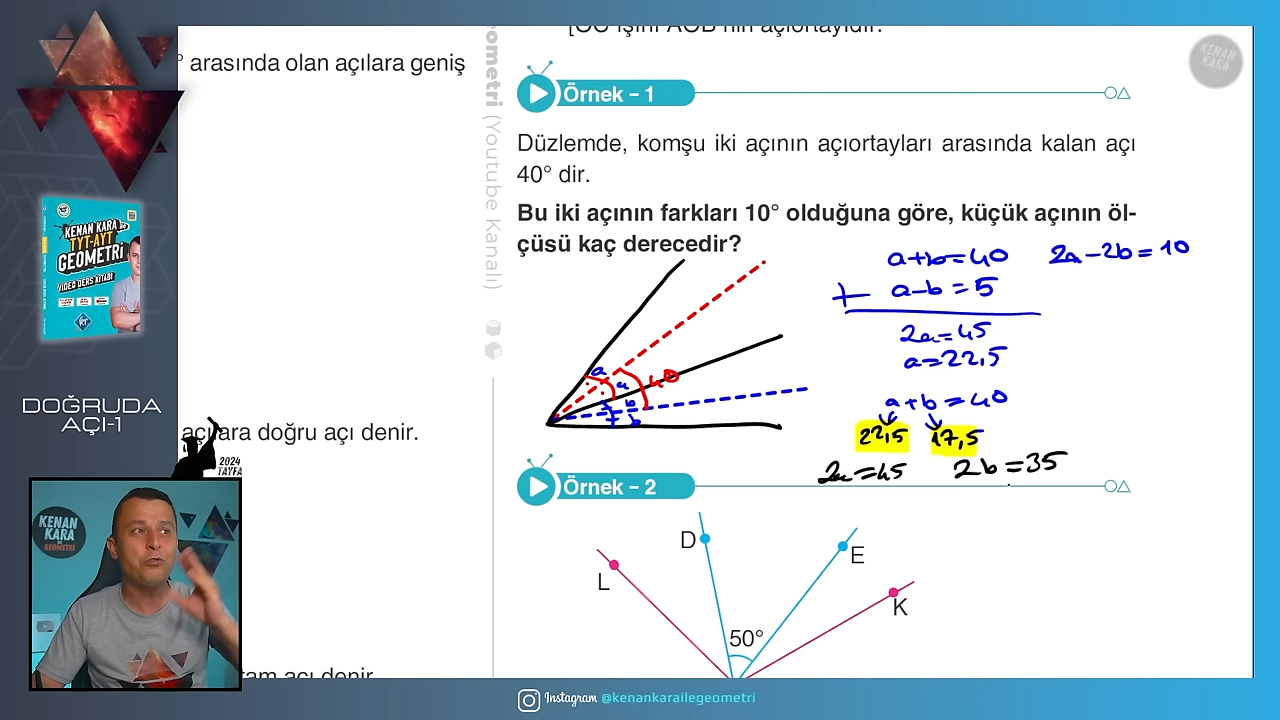 [OC ışını AOB'nin açıortayıdır.
° arasında olan açılara geniş
eometri (Youtube Kanalı)
KENAN
KARA
Örnek – 1
Düzlemde, komşu iki açının açıortayları arasında kalan açı
40° dir.
Bu iki açının farkları 10° olduğuna göre, küçük açının öl-
çüsü kaç derecedir?
a+b=40 2a-2b=10
+ a-b=5
2a=45
a=22,5
a+b=40
22,5 17,5
2a=45 2b=35
a
a
b
b
40
KENAN KARA
TYT-AYT
GEOMETRİ
VİDEO DERS KİTABI
DOĞRUDA
AÇI-1
açılara doğru açı denir.
2024
TAYFA
Örnek – 2
D
E
L
K
50°
KENAN
KARA
GEOMETRİ
tam açı denir
Instagram @kenankarailegeometri